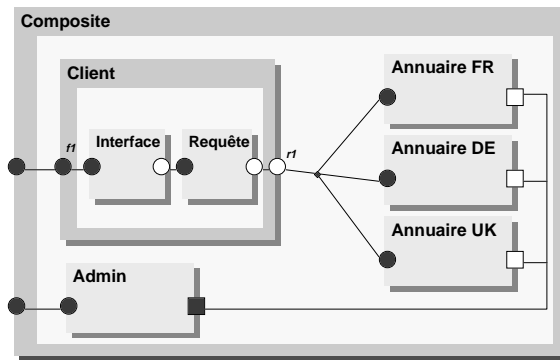 Composite
Client
Annuaire FR
f1
Interface
Requête
r1
Annuaire DE
Annuaire UK
Admin